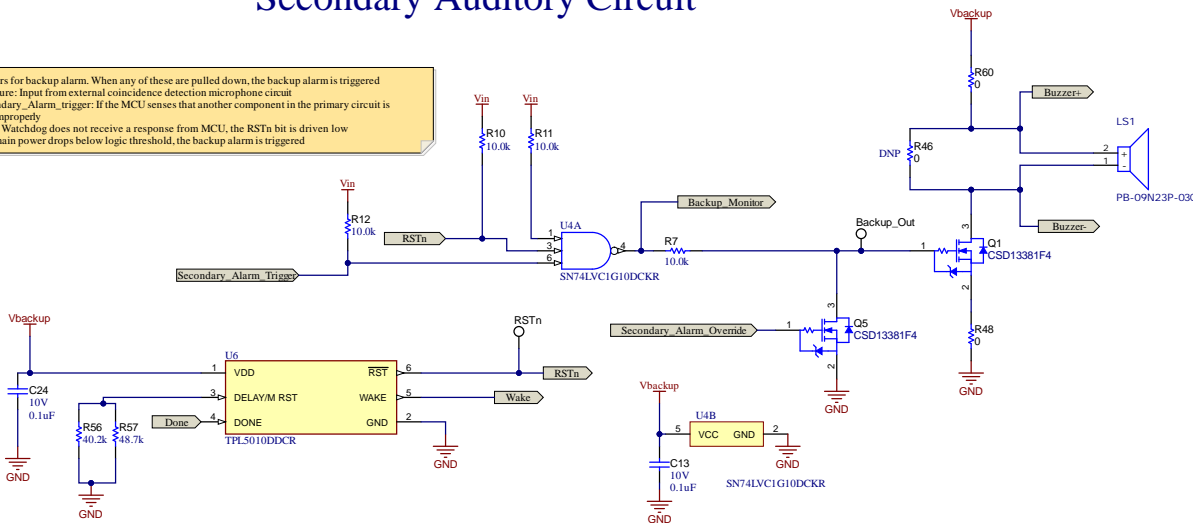 Secondary Auditory Circuit
for backup alarm. When any of these are pulled down, the backup alarm is triggered
Input from external coincidence detection microphone circuit
If the MCU senses that another component in the primary circuit is
Watchdog does not receive a response from MCU, the RSTn bit is driven low
power drops below logic threshold, the backup alarm is triggered
Vbackup
R60
0
Buzzer+
R46
0
DNP
LS1
2
+
1
-
Buzzer-
Vin
R10
10.0k
Vin
R11
10.0k
Vin
R12
10.0k
RSTn
Secondary_Alarm_Trigger
U4A
1
3
6
4
SN74LVC1G10DCKR
Backup_Monitor
R7
10.0k
Backup_Out
3
1
Q1
CSD13381F4
2
R48
0
GND
Secondary_Alarm_Override
3
1
Q5
CSD13381F4
2
GND
Vbackup
C24
10V
0.1uF
GND
R56
40.2k
R57
48.7k
GND
Done
U6
1
VDD
3
DELAY/M RST
4
DONE
RST
6
WAKE
5
GND
2
TPL5010DDCR
RSTn
RSTn
Wake
GND
Vbackup
U4B
5
VCC
GND
2
GND
C13
10V
0.1uF
SN74LVC1G10DCKR
GND